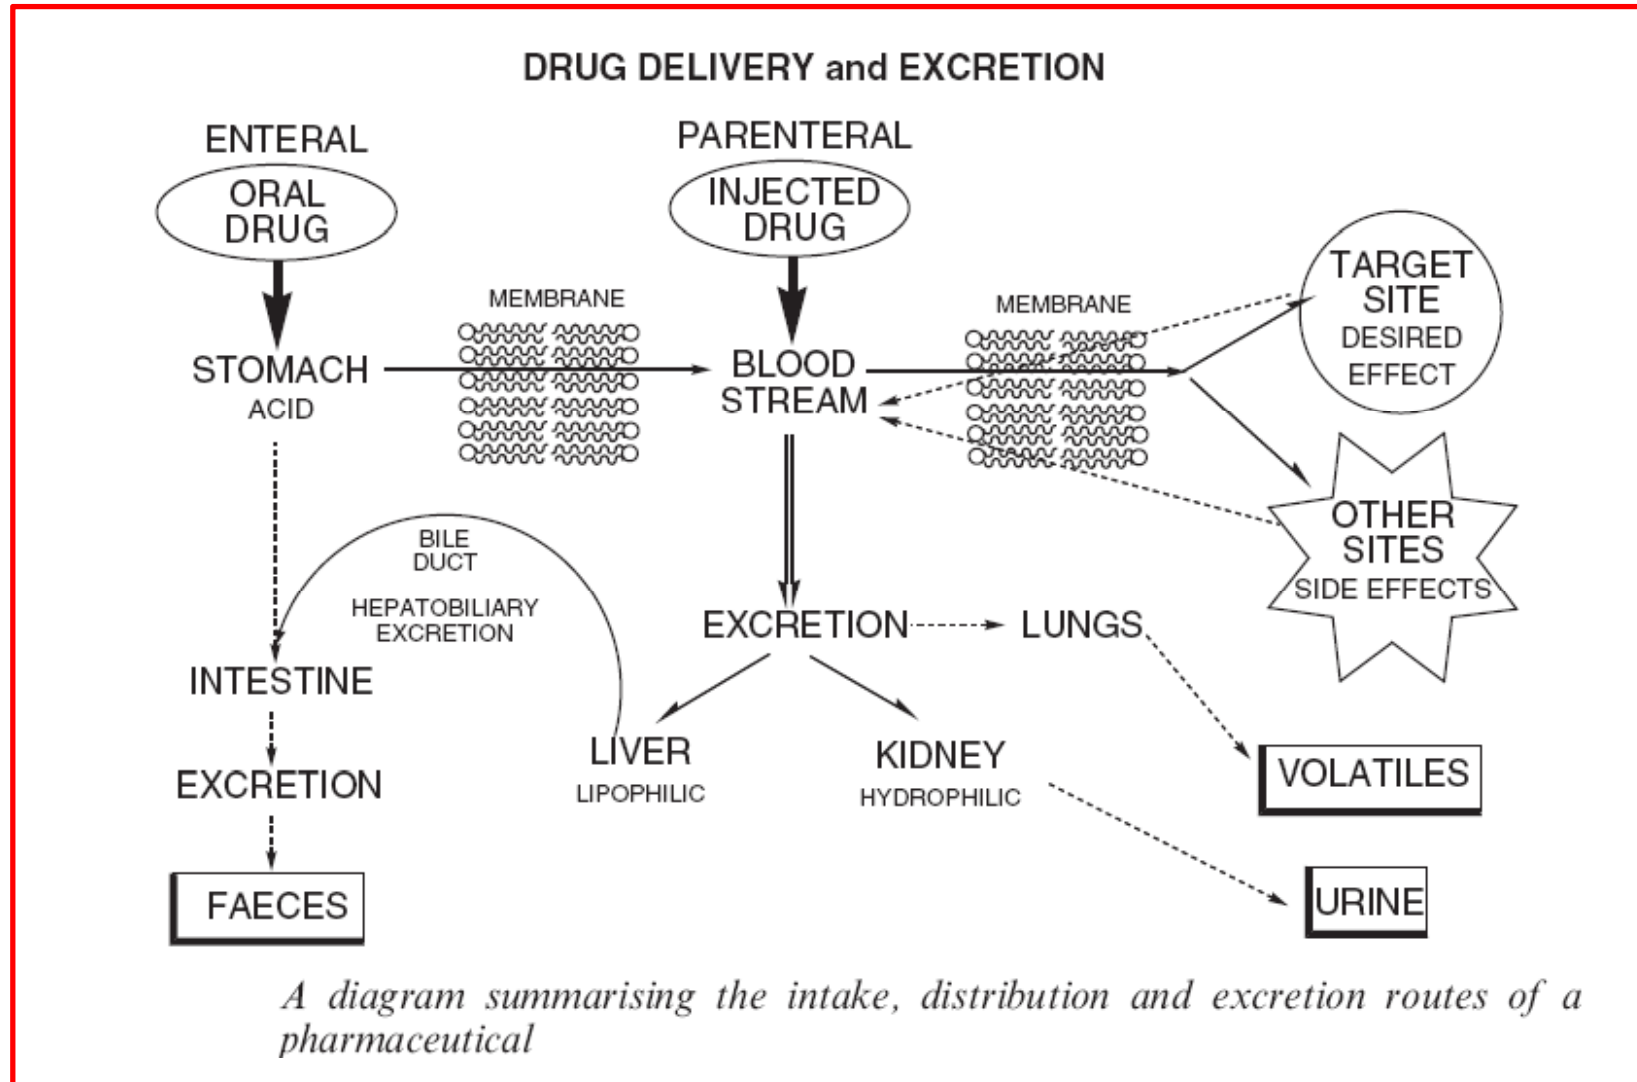 DRUG DELIVERY and EXCRETION
ENTERAL
ORAL
DRUG
PARENTERAL
INJECTED
DRUG
MEMBRANE
MEMBRANE
TARGET
SITE
DESIRED
EFFECT
STOMACH
ACID
BLOOD
STREAM
OTHER
SITES
SIDE EFFECTS
BILE
DUCT
HEPATOBILIARY
EXCRETION
EXCRETION
LUNGS
INTESTINE
LIVER
LIPOPHILIC
KIDNEY
HYDROPHILIC
VOLATILES
EXCRETION
FAECES
URINE
A diagram summarising the intake, distribution and excretion routes of a
pharmaceutical